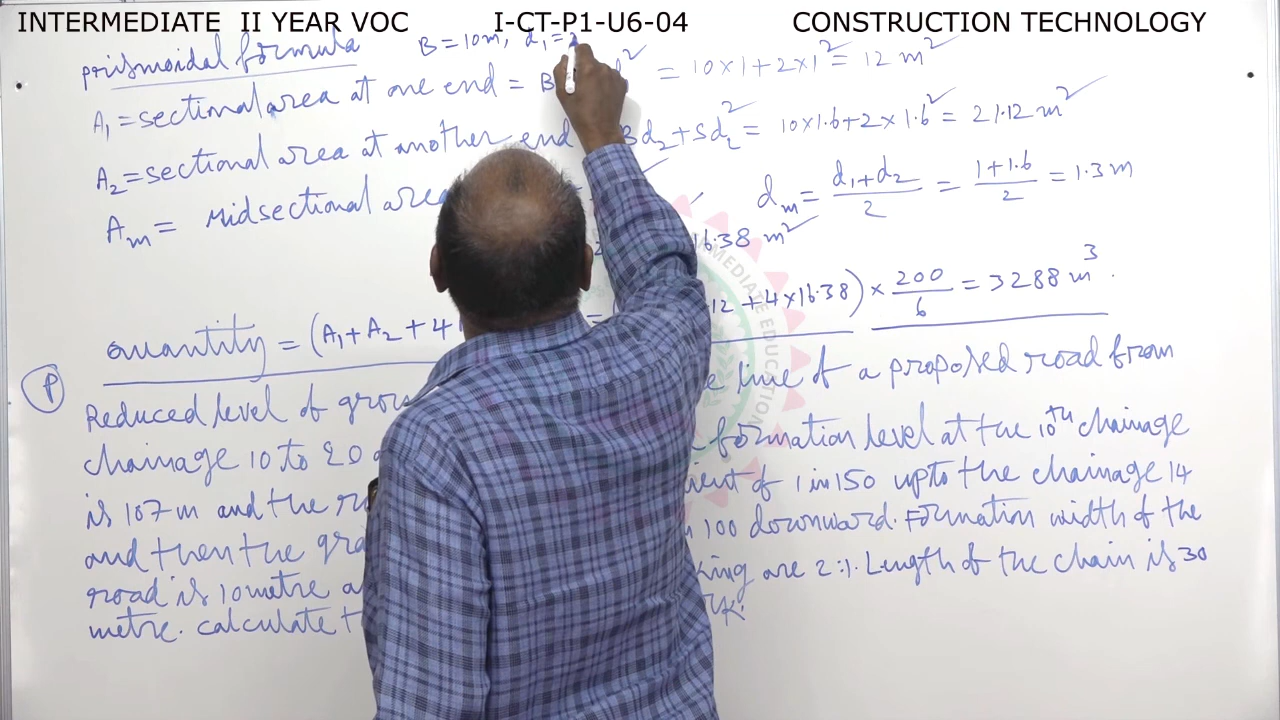 INTERMEDIATE II YEAR VOC I-CT-P1-U6-04 CONSTRUCTION TECHNOLOGY
prismoidal formula B = 10m, d₁ =
A₁ = sectional area at one end = B d² = 10×1+2×1² = 12 m²
A₂ = sectional area at another end Bd₂+Sd₂² = 10×1.6+2×1.6² = 21.12 m²
Aₘ = Midsectional area dₘ = (d₁+d₂)/2 = (1+1.6)/2 = 1.3 m
16.38 m²
quantity = (A₁+A₂ + 4 = 12 +4×16.38) × 200/6 = 3288 m³.
P
Reduced level of line of a proposed road from
chainage 10 to 20 formation level at the 10th chainage
is 107 m and the of 1 in 150 upto the chainage 14
and then the 100 downward. Formation width of the
road is 10 metre are 2:1. Length of the chain is 30
metre. calculate